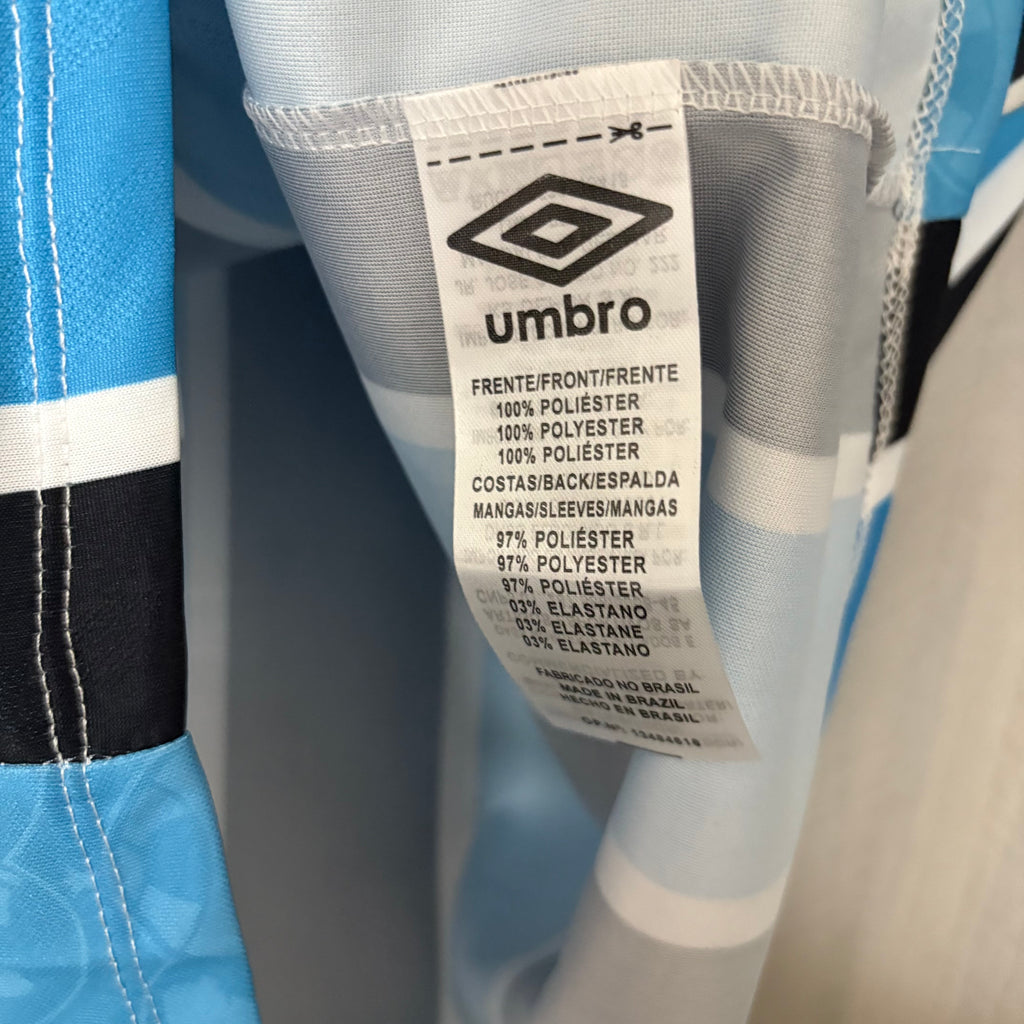 umbro
FRENTE/FRONT/FRENTE
100% POLIÉSTER
100% POLYESTER
100% POLIÉSTER
COSTAS/BACK/ESPALDA
MANGAS/SLEEVES/MANGAS
97% POLIÉSTER
97% POLYESTER
97% POLIÉSTER
03% ELASTANO
03% ELASTANE
03% ELASTANO
FABRICADO NO BRASIL
MADE IN BRAZIL
HECHO EN BRASIL